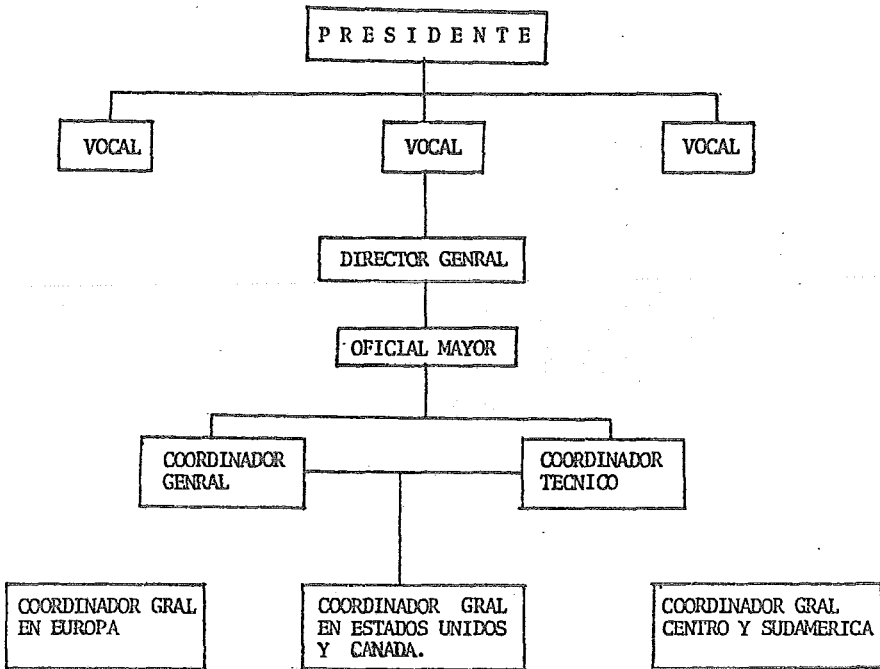 P R E S I D E N T E
VOCAL
VOCAL
VOCAL
DIRECTOR GENRAL
OFICIAL MAYOR
COORDINADOR
GENRAL
COORDINADOR
TECNICO
COORDINADOR GRAL
EN EUROPA
COORDINADOR GRAL
EN ESTADOS UNIDOS
Y CANADA.
COORDINADOR GRAL
CENTRO Y SUDAMERICA